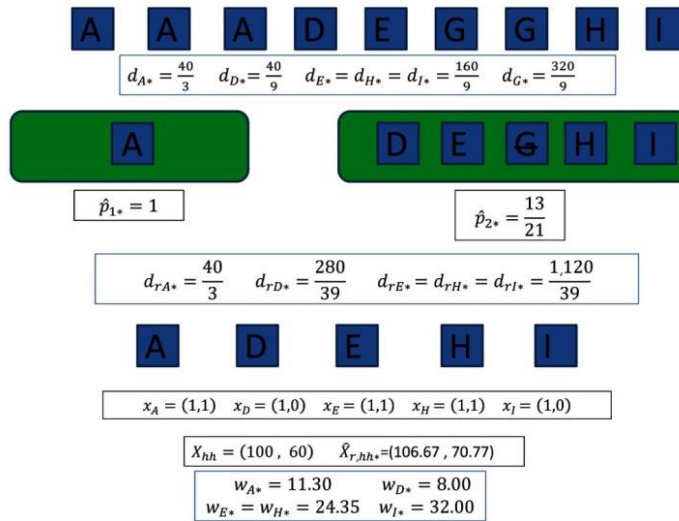 A A A D E G G H I
d_{A*} = 40/3 d_{D*} = 40/9 d_{E*} = d_{H*} = d_{I*} = 160/9 d_{G*} = 320/9
A D E G H I
p̂_{1*} = 1 p̂_{2*} = 13/21
d_{rA*} = 40/3 d_{rD*} = 280/39 d_{rE*} = d_{rH*} = d_{rI*} = 1,120/39
A D E H I
x_A = (1,1) x_D = (1,0) x_E = (1,1) x_H = (1,1) x_I = (1,0)
X_{hh} = (100 , 60) X̂_{r,hh*}=(106.67 , 70.77)
w_{A*} = 11.30 w_{D*} = 8.00
w_{E*} = w_{H*} = 24.35 w_{I*} = 32.00